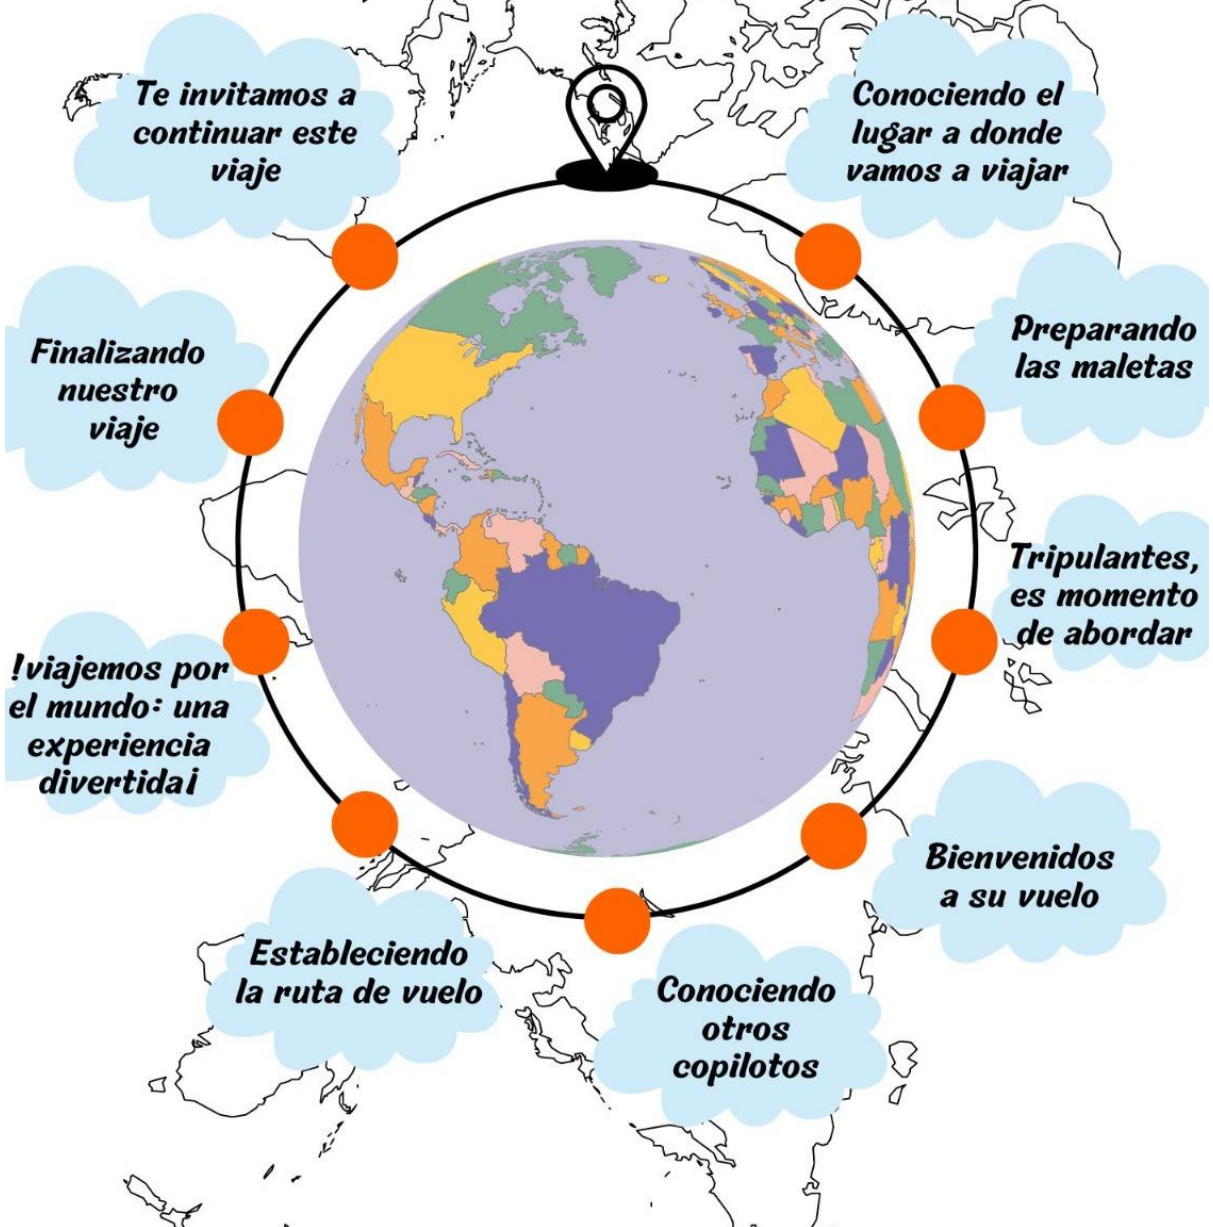 Te invitamos a
continuar este
viaje
Conociendo el
lugar a donde
vamos a viajar
Preparando
las maletas
Finalizando
nuestro
viaje
Tripulantes,
es momento
de abordar
!viajemos por
el mundo: una
experiencia
divertida¡
Bienvenidos
a su vuelo
Estableciendo
la ruta de vuelo
Conociendo
otros
copilotos